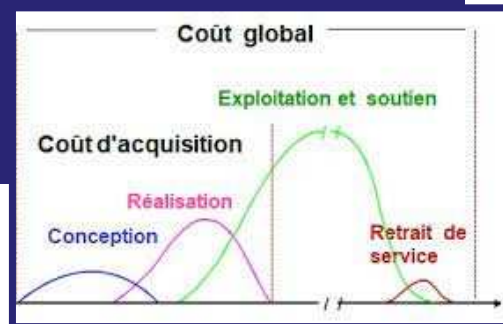 Coût global
Exploitation et soutien
Coût d'acquisition
Réalisation
Conception
Retrait de
service